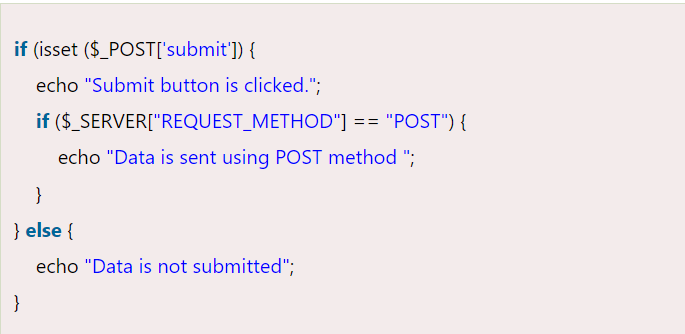 if (isset ($_POST['submit']) {
echo "Submit button is clicked.";
if ($_SERVER["REQUEST_METHOD"] == "POST") {
echo "Data is sent using POST method ";
}
} else {
echo "Data is not submitted";
}